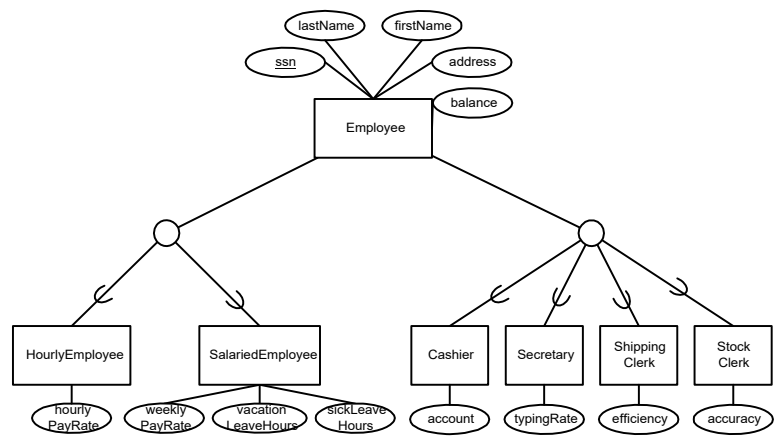 lastName
firstName
ssn
address
balance
Employee
HourlyEmployee
SalariedEmployee
Cashier
Secretary
Shipping
Clerk
Stock
Clerk
hourly
PayRate
weekly
PayRate
vacation
LeaveHours
sickLeave
Hours
account
typingRate
efficiency
accuracy